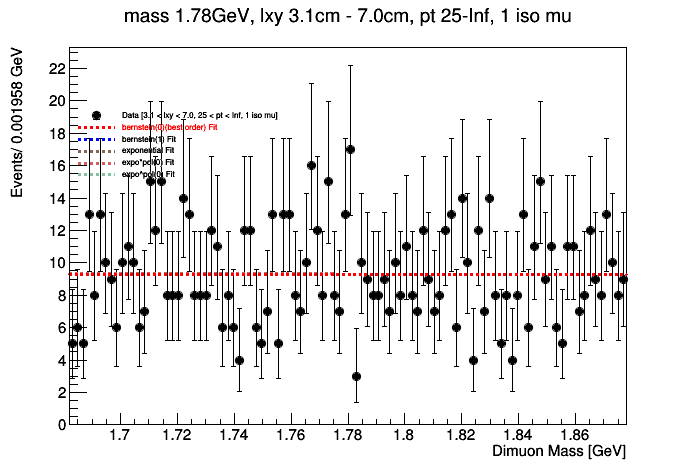 mass 1.78GeV, lxy 3.1cm - 7.0cm, pt 25-Inf, 1 iso mu
Events/ 0.001958 GeV
22
20
18
16
14
12
10
8
6
4
2
0
Data [3.1 < lxy < 7.0, 25 < pt < Inf, 1 iso mu]
bernstein(0)(best order) Fit
bernstein(1) Fit
exponential Fit
expo*pol(0) Fit
expo*pol(0) Fit
1.7 1.72 1.74 1.76 1.78 1.8 1.82 1.84 1.86
Dimuon Mass [GeV]